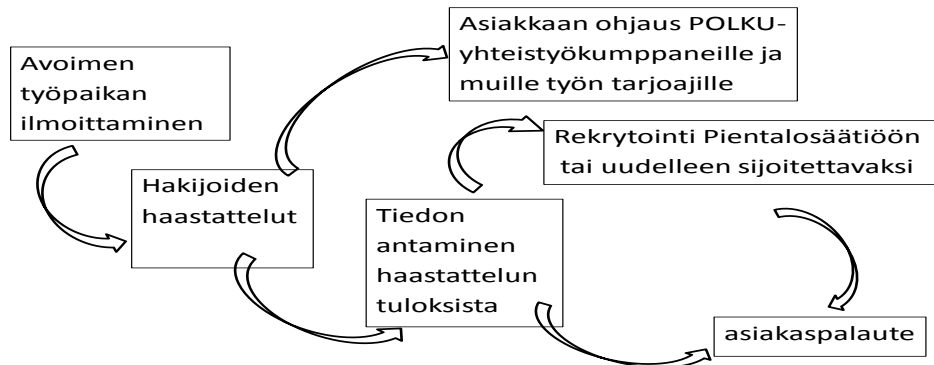 Avoimen
työpaikan
ilmoittaminen
Hakijoiden
haastattelut
Asiakkaan ohjaus POLKU-
yhteistyökumppaneille ja
muille työn tarjoajille
Tiedon
antaminen
haastattelun
tuloksista
Rekrytointi Pientalosäätiöön
tai uudelleen sijoitettavaksi
asiakaspalaute